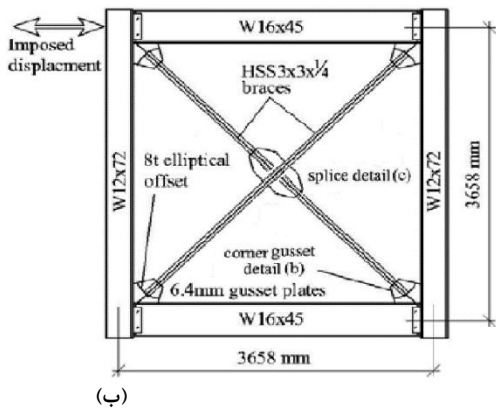 W16x45
Imposed
displacment
HSS3x3x¼
braces
W12x72
8t elliptical
offset
splice detail(c)
W12x72
3658 mm
corner gusset
detail (b)
6.4mm gusset plates
W16x45
3658 mm
(ب)